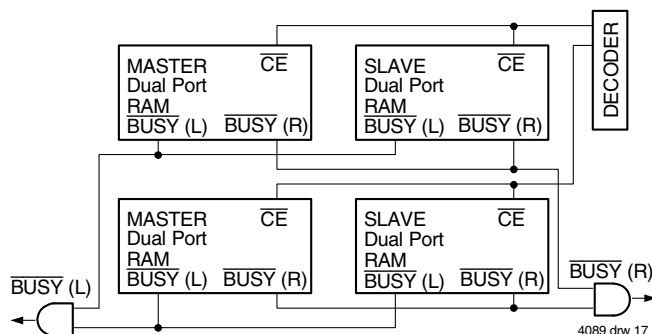 MASTER CE
Dual Port
RAM
BUSY (L) BUSY (R)
SLAVE CE
Dual Port
RAM
BUSY (L) BUSY (R)
DECODER
MASTER CE
Dual Port
RAM
BUSY (L) BUSY (R)
SLAVE CE
Dual Port
RAM
BUSY (L) BUSY (R)
BUSY (L)
BUSY (R)
4089 drw 17